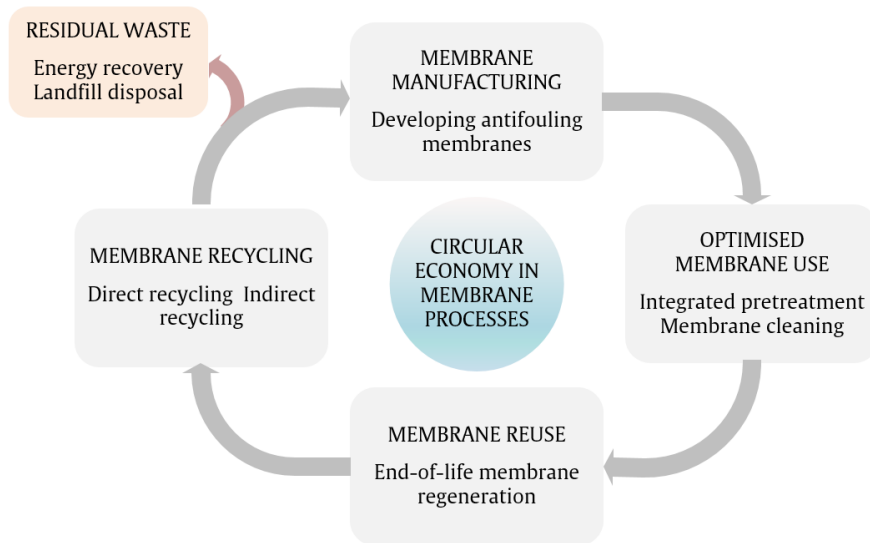 RESIDUAL WASTE
Energy recovery
Landfill disposal
MEMBRANE
MANUFACTURING
Developing antifouling
membranes
OPTIMISED
MEMBRANE USE
Integrated pretreatment
Membrane cleaning
MEMBRANE REUSE
End-of-life membrane
regeneration
MEMBRANE RECYCLING
Direct recycling  Indirect
recycling
CIRCULAR
ECONOMY IN
MEMBRANE
PROCESSES